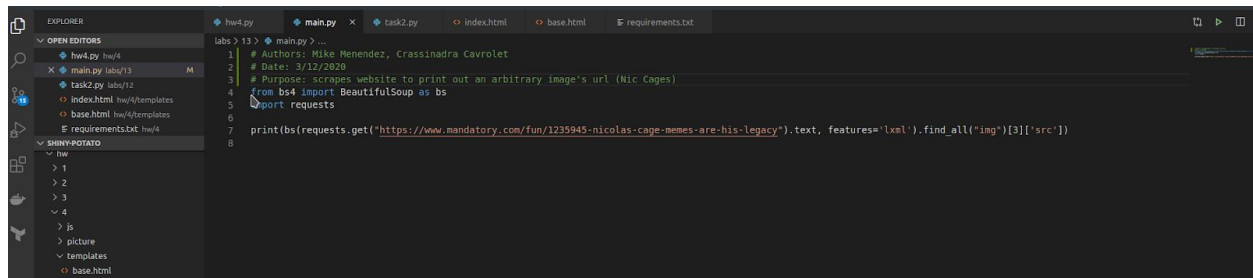 EXPLORER
hw4.py main.py × task2.py index.html base.html requirements.txt
OPEN EDITORS
hw4.py hw/4
× main.py labs/13 M
task2.py labs/12
index.html hw/4/templates
base.html hw/4/templates
requirements.txt hw/4
SHINY-POTATO
hw
1
2
3
4
js
picture
templates
base.html
15
labs > 13 > main.py > ...
1 # Authors: Mike Menendez, Crassinadra Cavrolet
2 # Date: 3/12/2020
3 # Purpose: scrapes website to print out an arbitrary image's url (Nic Cages)
4 from bs4 import BeautifulSoup as bs
5 import requests
6
7 print(bs(requests.get("https://www.mandatory.com/fun/1235945-nicolas-cage-memes-are-his-legacy").text, features='lxml').find_all("img")[3]['src'])
8